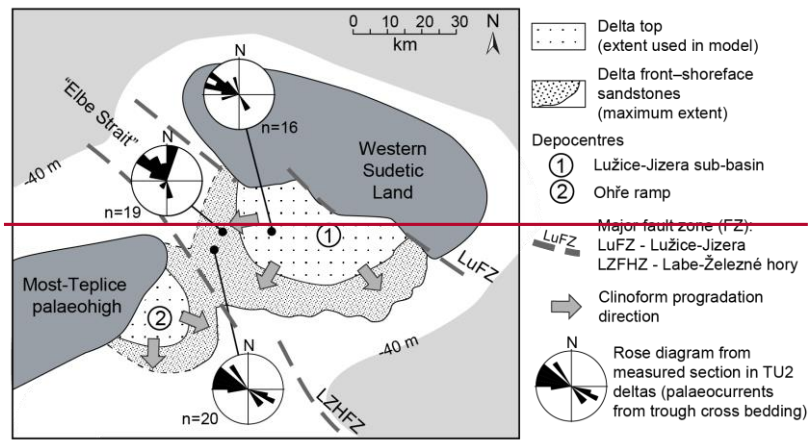 0 10 20 30
km
N
"Elbe Strait"
N
n=16
-40 m
N
n=19
Western
Sudetic
Land
1
LuFZ
Most-Teplice
palaeohigh
2
-40 m
N
n=20
LZHFZ
Delta top
(extent used in model)
Delta front–shoreface
sandstones
(maximum extent)
Depocentres
1 Lužice-Jizera sub-basin
2 Ohře ramp
Major fault zone (FZ):
LuFZ
LuFZ - Lužice-Jizera
LZFHZ - Labe-Železné hory
Clinoform progradation
direction
N
Rose diagram from
measured section in TU2
deltas (palaeocurrents
from trough cross bedding)